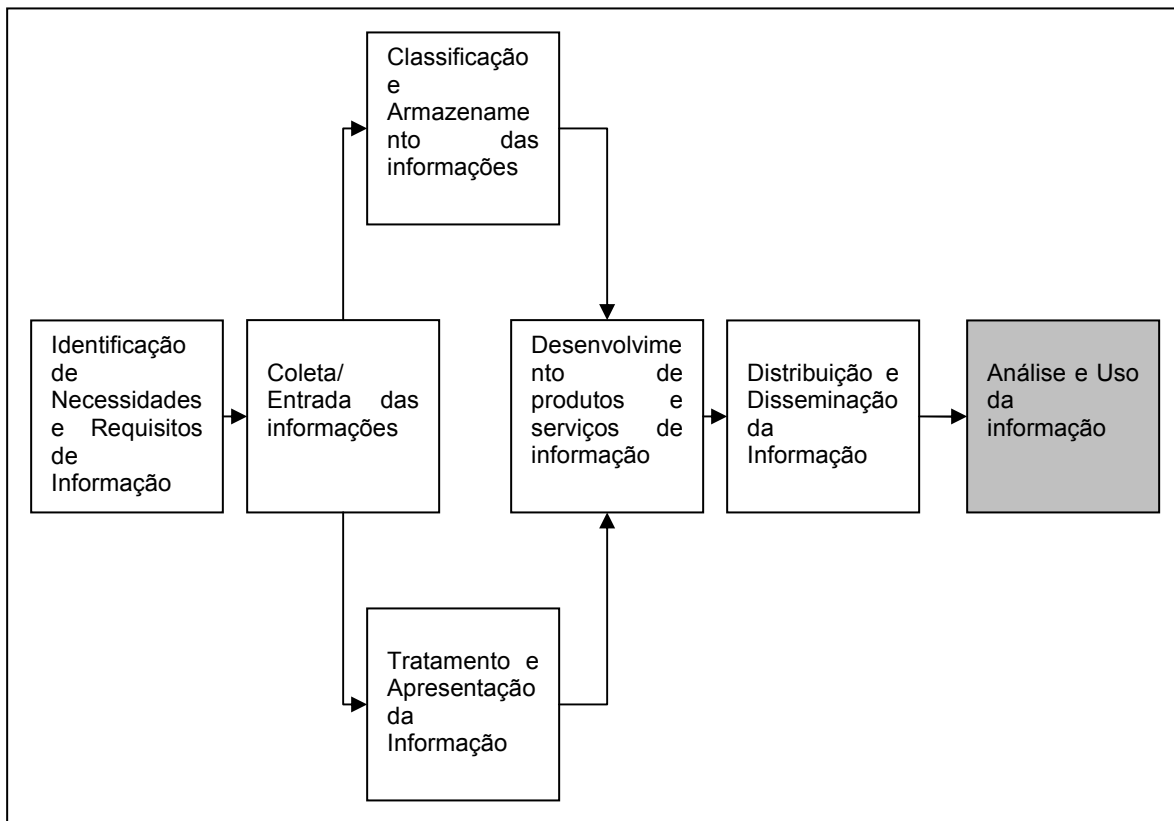 Classificação
e
Armazename
nto das
informações
Identificação
de
Necessidades
e Requisitos
de
Informação
Coleta/
Entrada das
informações
Desenvolvime
nto de
produtos e
serviços de
informação
Distribuição e
Disseminação
da
Informação
Análise e Uso
da
informação
Tratamento e
Apresentação
da
Informação